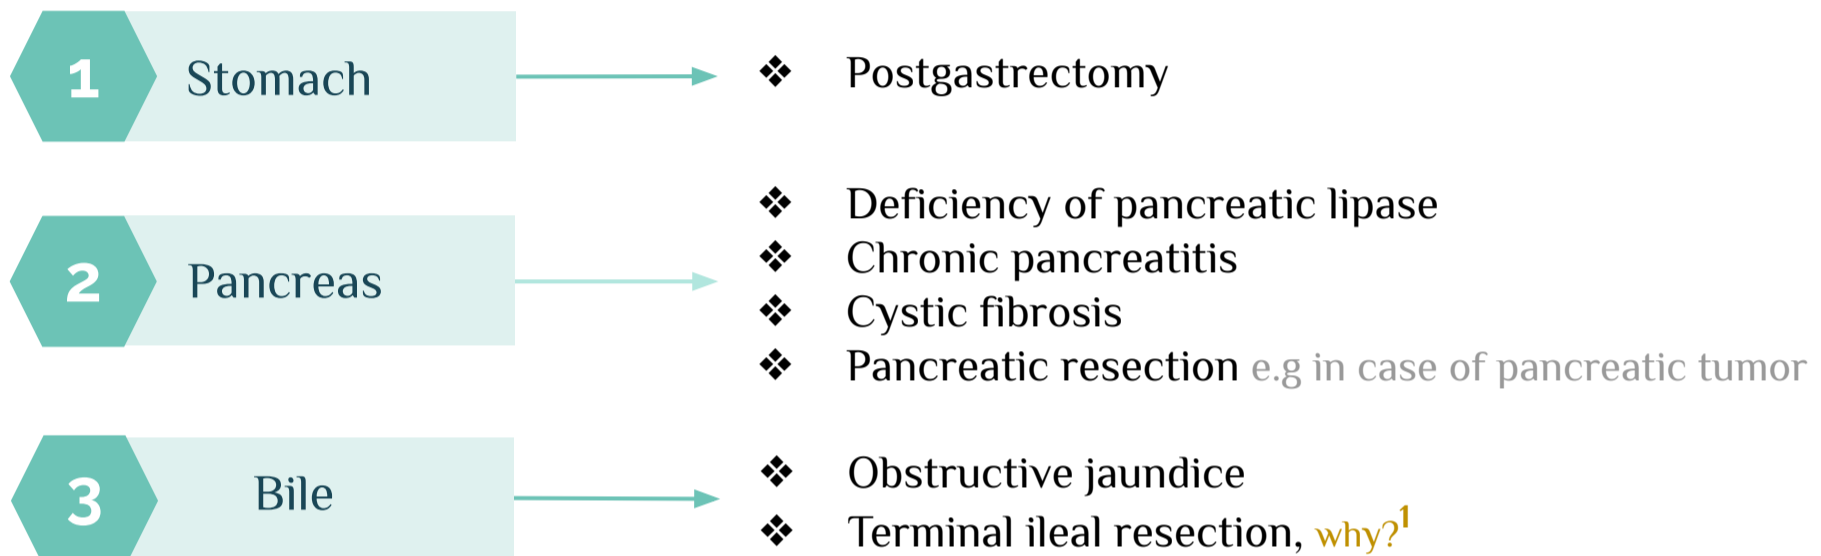 1 Stomach ❖ Postgastrectomy
❖ Deficiency of pancreatic lipase
❖ Chronic pancreatitis
2 Pancreas ❖ Cystic fibrosis
❖ Pancreatic resection e.g in case of pancreatic tumor
3 Bile ❖ Obstructive jaundice
❖ Terminal ileal resection, why?¹